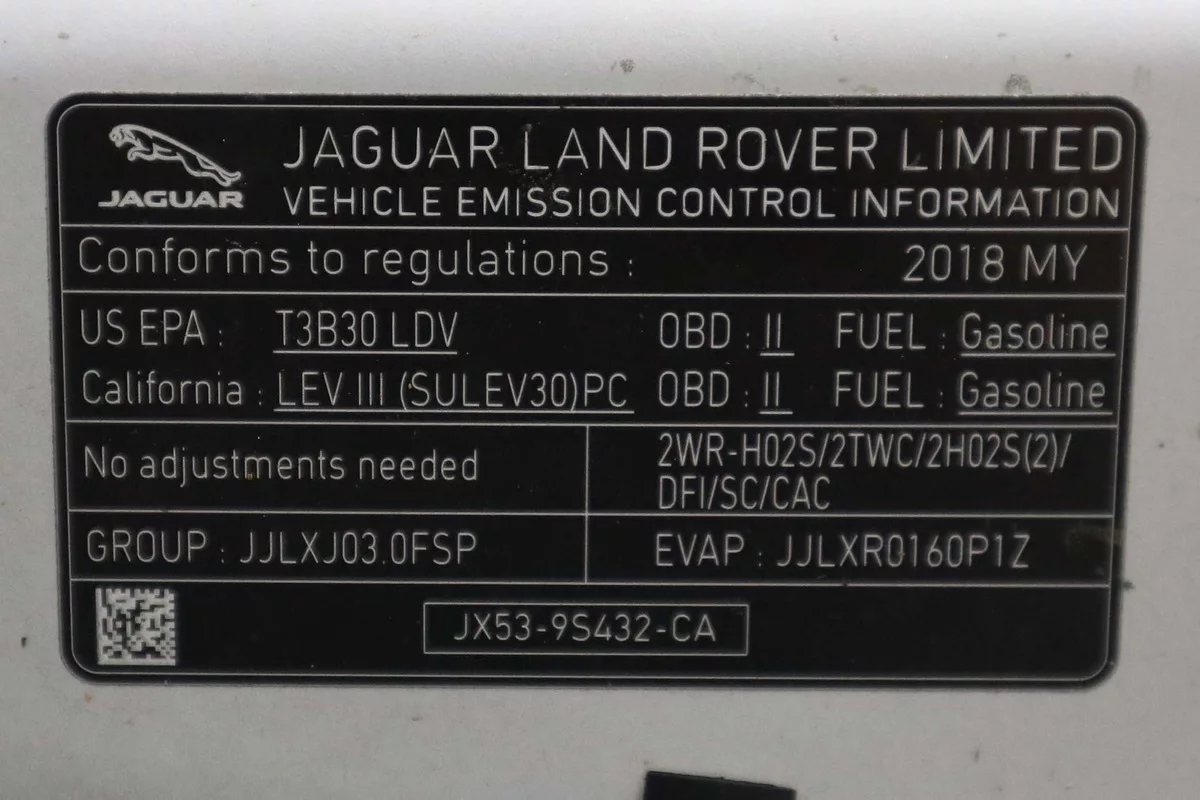 JAGUAR
JAGUAR LAND ROVER LIMITED
VEHICLE EMISSION CONTROL INFORMATION
Conforms to regulations : 2018 MY
US EPA : T3B30 LDV OBD : II FUEL : Gasoline
California : LEV III (SULEV30)PC OBD : II FUEL : Gasoline
No adjustments needed
2WR-HO2S/2TWC/2HO2S(2)/
DFI/SC/CAC
GROUP : JJLXJ03.0FSP
EVAP : JJLXR0160P1Z
JX53-9S432-CA